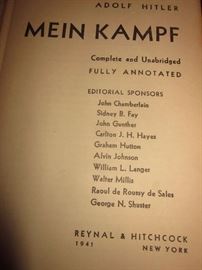 ADOLF HITLER
MEIN KAMPF
Complete and Unabridged
FULLY ANNOTATED
EDITORIAL SPONSORS
John Chamberlain
Sidney B. Fay
John Gunther
Carlton J. H. Hayes
Graham Hutton
Alvin Johnson
William L. Langer
Walter Millis
Raoul de Roussy de Sales
George N. Shuster
REYNAL & HITCHCOCK
1941 NEW YORK